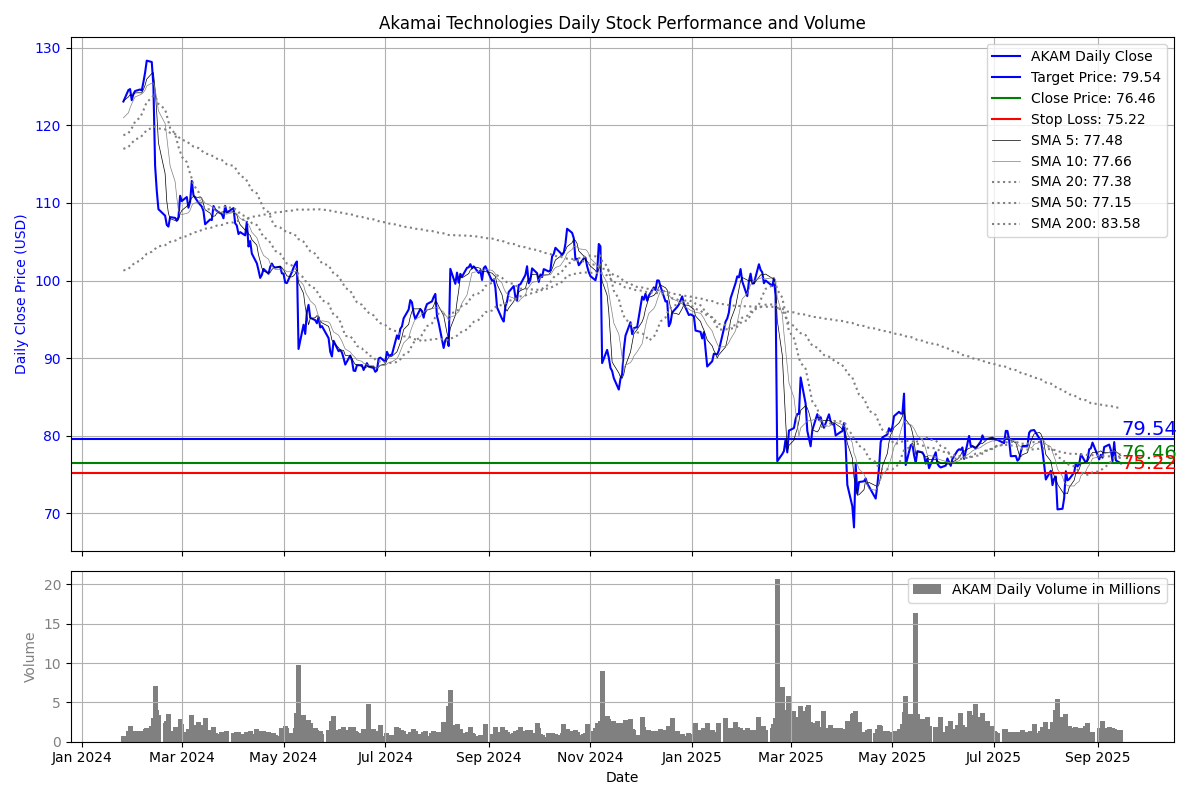 Akamai Technologies Daily Stock Performance and Volume
Daily Close Price (USD)
130
120
110
100
90
80
70
AKAM Daily Close
Target Price: 79.54
Close Price: 76.46
Stop Loss: 75.22
SMA 5: 77.48
SMA 10: 77.66
SMA 20: 77.38
SMA 50: 77.15
SMA 200: 83.58
79.54
76.46
75.22
Volume
20
15
10
5
0
AKAM Daily Volume in Millions
Jan 2024 Mar 2024 May 2024 Jul 2024 Sep 2024 Nov 2024 Jan 2025 Mar 2025 May 2025 Jul 2025 Sep 2025
Date